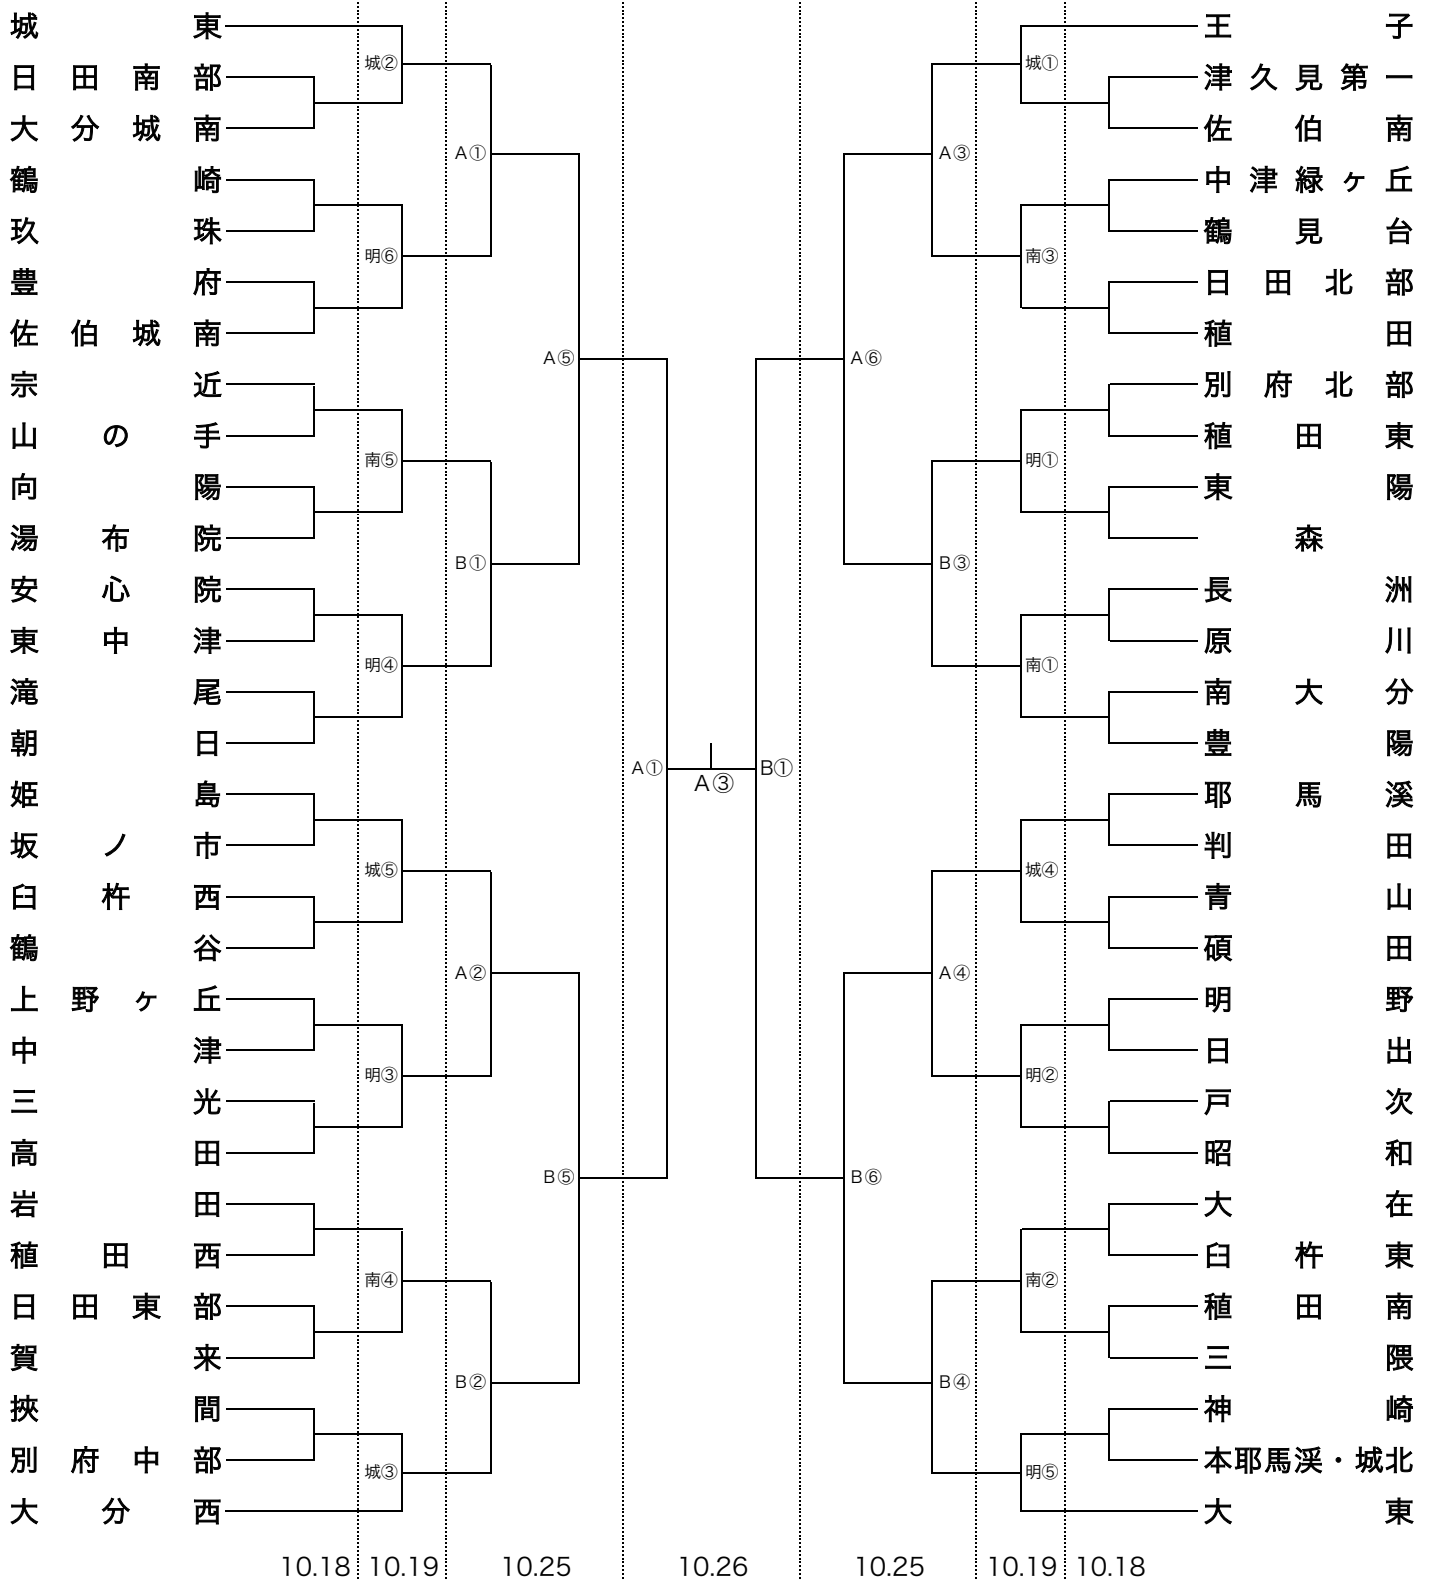 城東
日田南部
大分城南
鶴崎
玖珠
豊府
佐伯城南
宗近
山の手
向陽
湯布院
安心院
東中津
滝尾
朝日
姫島
坂ノ市
臼杵西
鶴谷
上野ヶ丘
中津
三光
高田
岩田
稙田西
日田東部
賀来
挾間
別府中部
大分西
城②
明⑥
南⑤
明④
城⑤
明③
南④
城③
A①
B①
A②
B②
A⑤
B⑤
A①
A③
B①
A⑥
B⑥
A③
B③
A④
B④
城①
南③
明①
南①
城④
明②
南②
明⑤
王子
津久見第一
佐伯南
中津緑ヶ丘
鶴見台
日田北部
稙田
別府北部
稙田東
東陽
森
長洲
原川
南大分
豊陽
耶馬溪
判田
青山
碩田
明野
日出
戸次
昭和
大在
臼杵東
稙田南
三隈
神崎
本耶馬渓・城北
大東
10.18 10.19 10.25 10.26 10.25 10.19 10.18